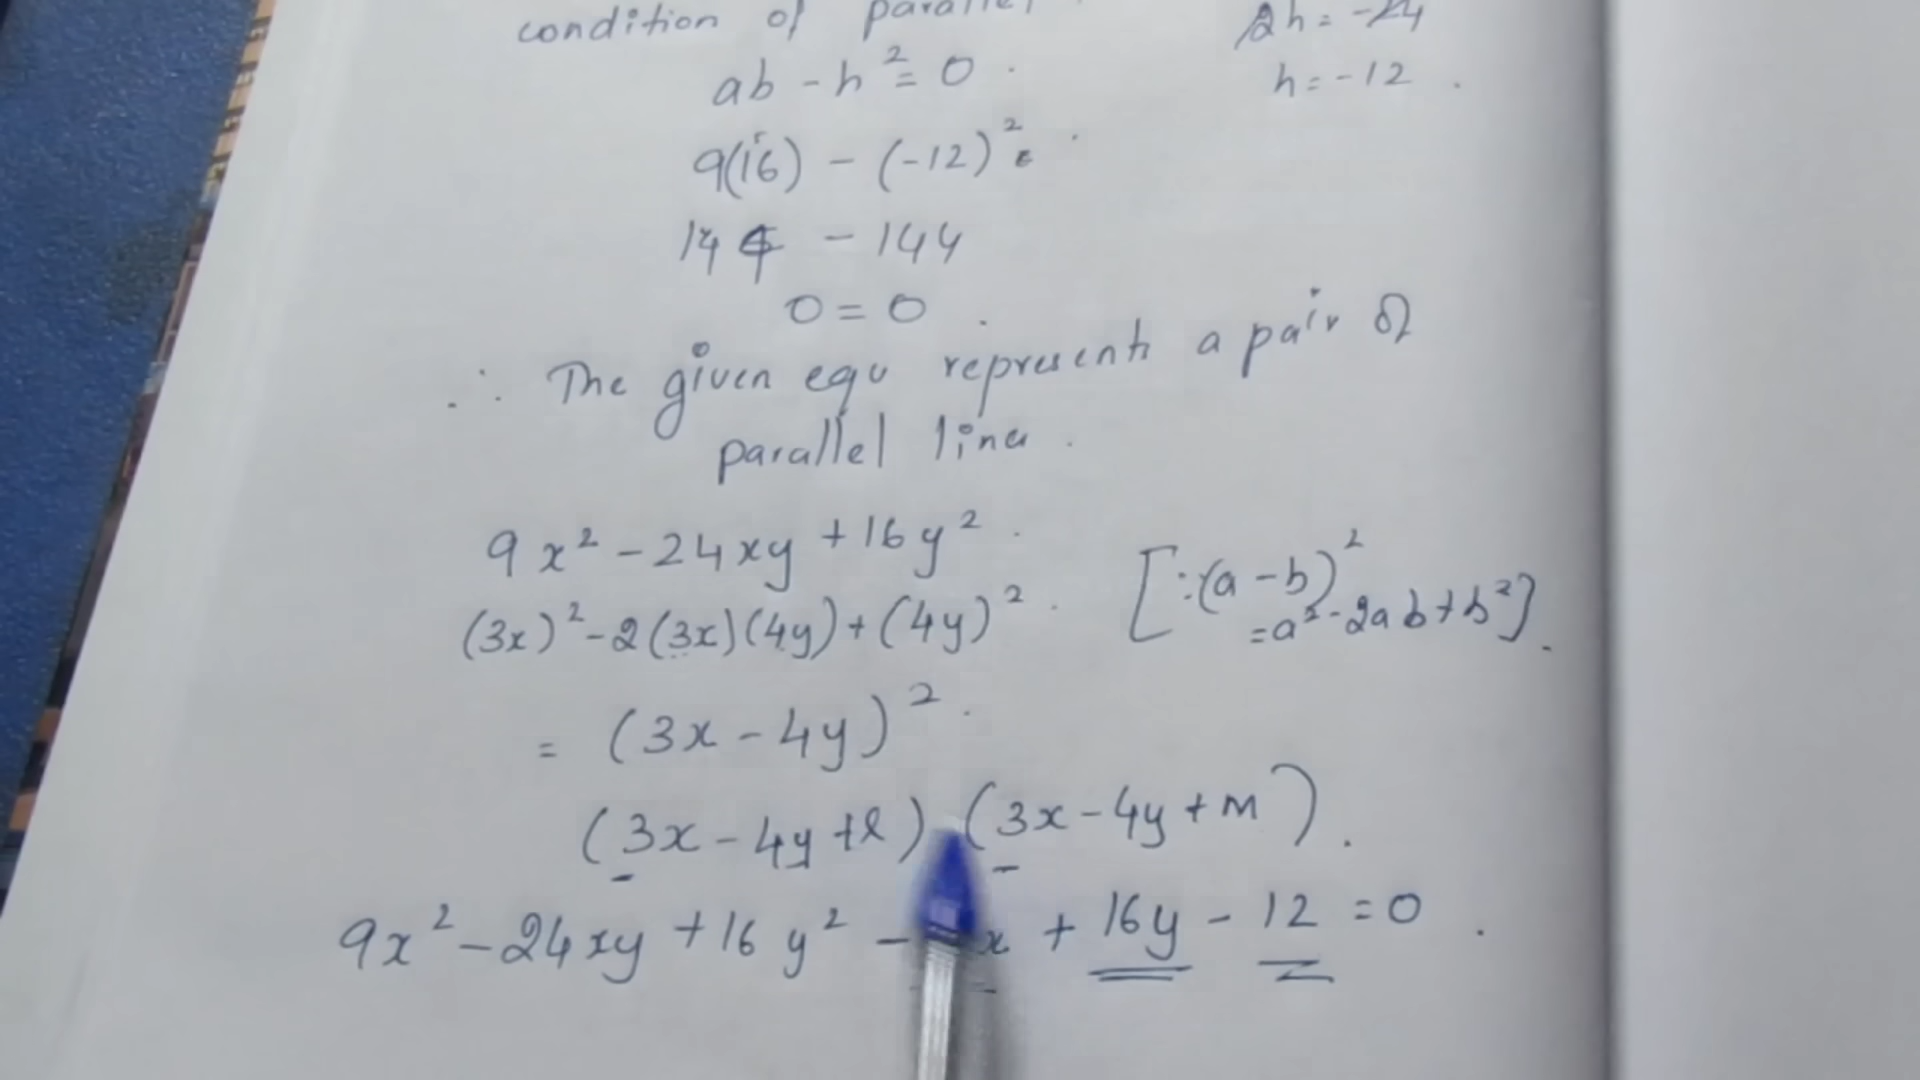 condition of parallel
2h = -24
ab - h² = 0 .
h = -12 .
9(16) - (-12)²
144 - 144
0 = 0 .
∴ The given equ represents a pair of
parallel lines .
9x² - 24xy + 16y² .
(3x)² - 2(3x)(4y) + (4y)² .
[∵ (a - b)²
= a² - 2ab + b²] .
= (3x - 4y)² .
(3x - 4y + l) (3x - 4y + m) .
9x² - 24xy + 16y² - x + 16y - 12 = 0 .